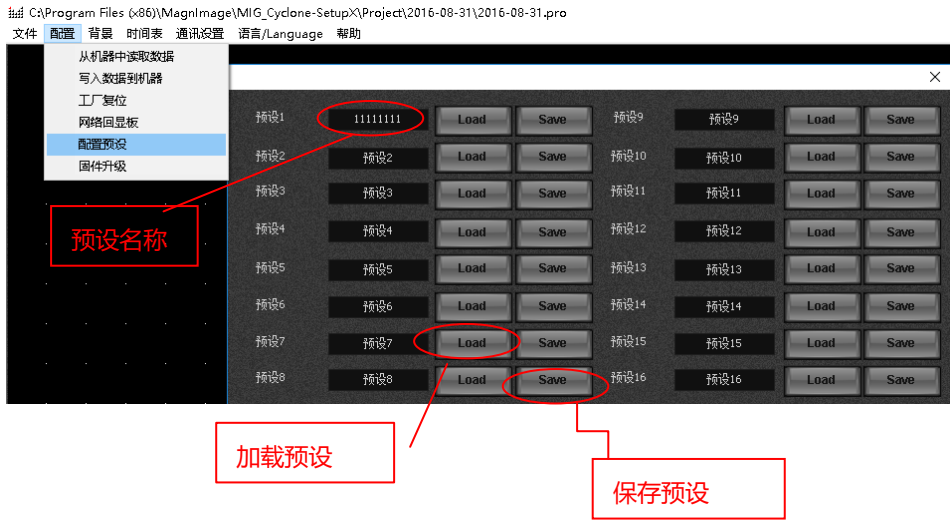 C:\Program Files (x86)\MagnImage\MIG_Cyclone-SetupX\Project\2016-08-31\2016-08-31.pro
文件 配置 背景 时间表 通讯设置 语言/Language 帮助
从机器中读取数据
写入数据到机器
工厂复位
网络回显板
配置预设
固件升级
预设1 11111111 Load Save 预设9 预设9 Load Save
预设2 预设2 Load Save 预设10 预设10 Load Save
预设3 预设3 Load Save 预设11 预设11 Load Save
预设4 预设4 Load Save 预设12 预设12 Load Save
预设5 预设5 Load Save 预设13 预设13 Load Save
预设6 预设6 Load Save 预设14 预设14 Load Save
预设7 预设7 Load Save 预设15 预设15 Load Save
预设8 预设8 Load Save 预设16 预设16 Load Save
预设名称
加载预设
保存预设